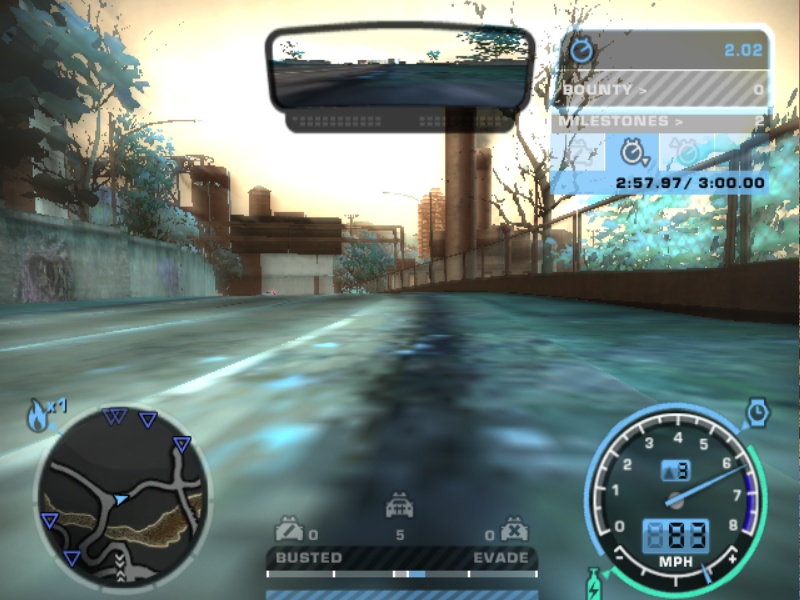 2.02
BOUNTY > 0
MILESTONES > 2
2:57.97/ 3:00.00
x1
0 1 2 3 4 5 6 7 8
3
83
MPH
- +
0 5 0
BUSTED EVADE